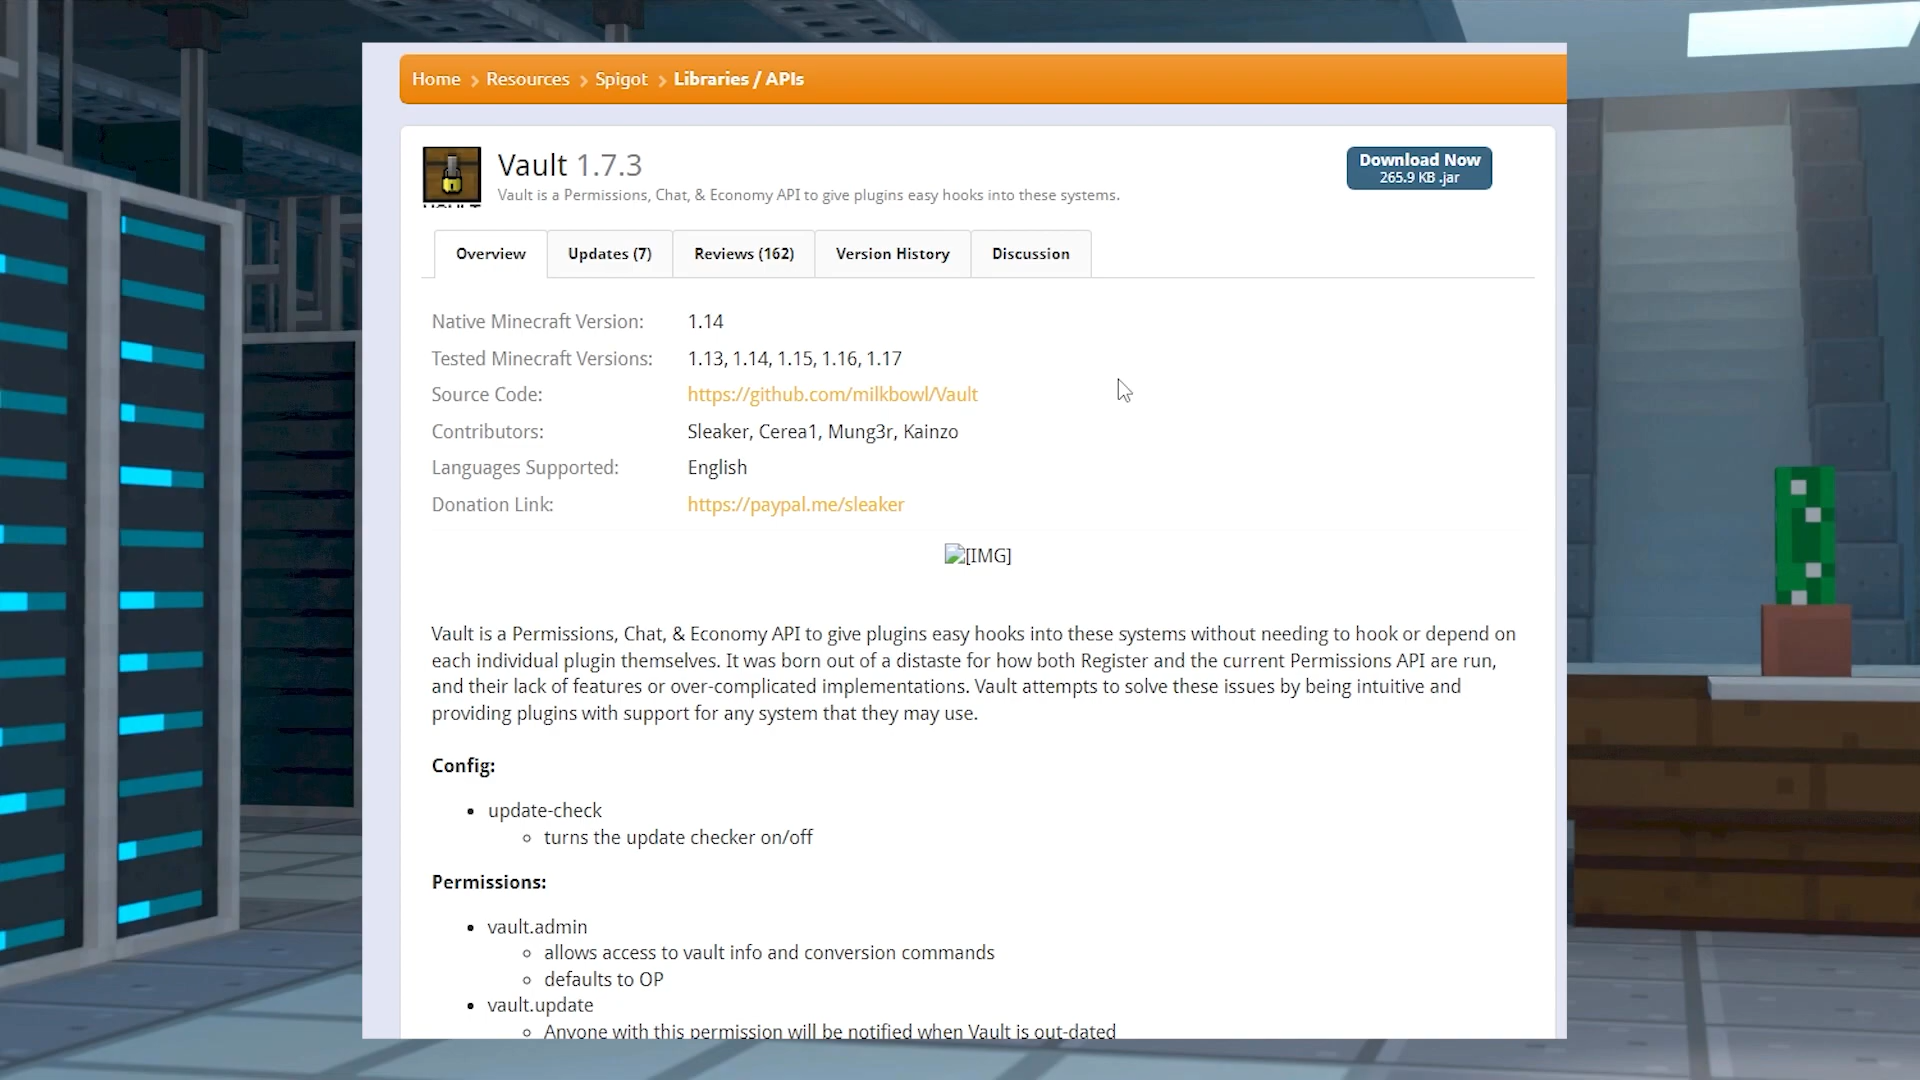 Home > Resources > Spigot > Libraries / APIs
Vault 1.7.3
Vault is a Permissions, Chat, & Economy API to give plugins easy hooks into these systems.
Download Now
265.9 KB .jar
Overview Updates (7) Reviews (162) Version History Discussion
Native Minecraft Version: 1.14
Tested Minecraft Versions: 1.13, 1.14, 1.15, 1.16, 1.17
Source Code: https://github.com/milkbowl/Vault
Contributors: Sleaker, Cerea1, Mung3r, Kainzo
Languages Supported: English
Donation Link: https://paypal.me/sleaker
[IMG]
Vault is a Permissions, Chat, & Economy API to give plugins easy hooks into these systems without needing to hook or depend on
each individual plugin themselves. It was born out of a distaste for how both Register and the current Permissions API are run,
and their lack of features or over-complicated implementations. Vault attempts to solve these issues by being intuitive and
providing plugins with support for any system that they may use.
Config:
• update-check
○ turns the update checker on/off
Permissions:
• vault.admin
○ allows access to vault info and conversion commands
○ defaults to OP
• vault.update
○ Anyone with this permission will be notified when Vault is out-dated